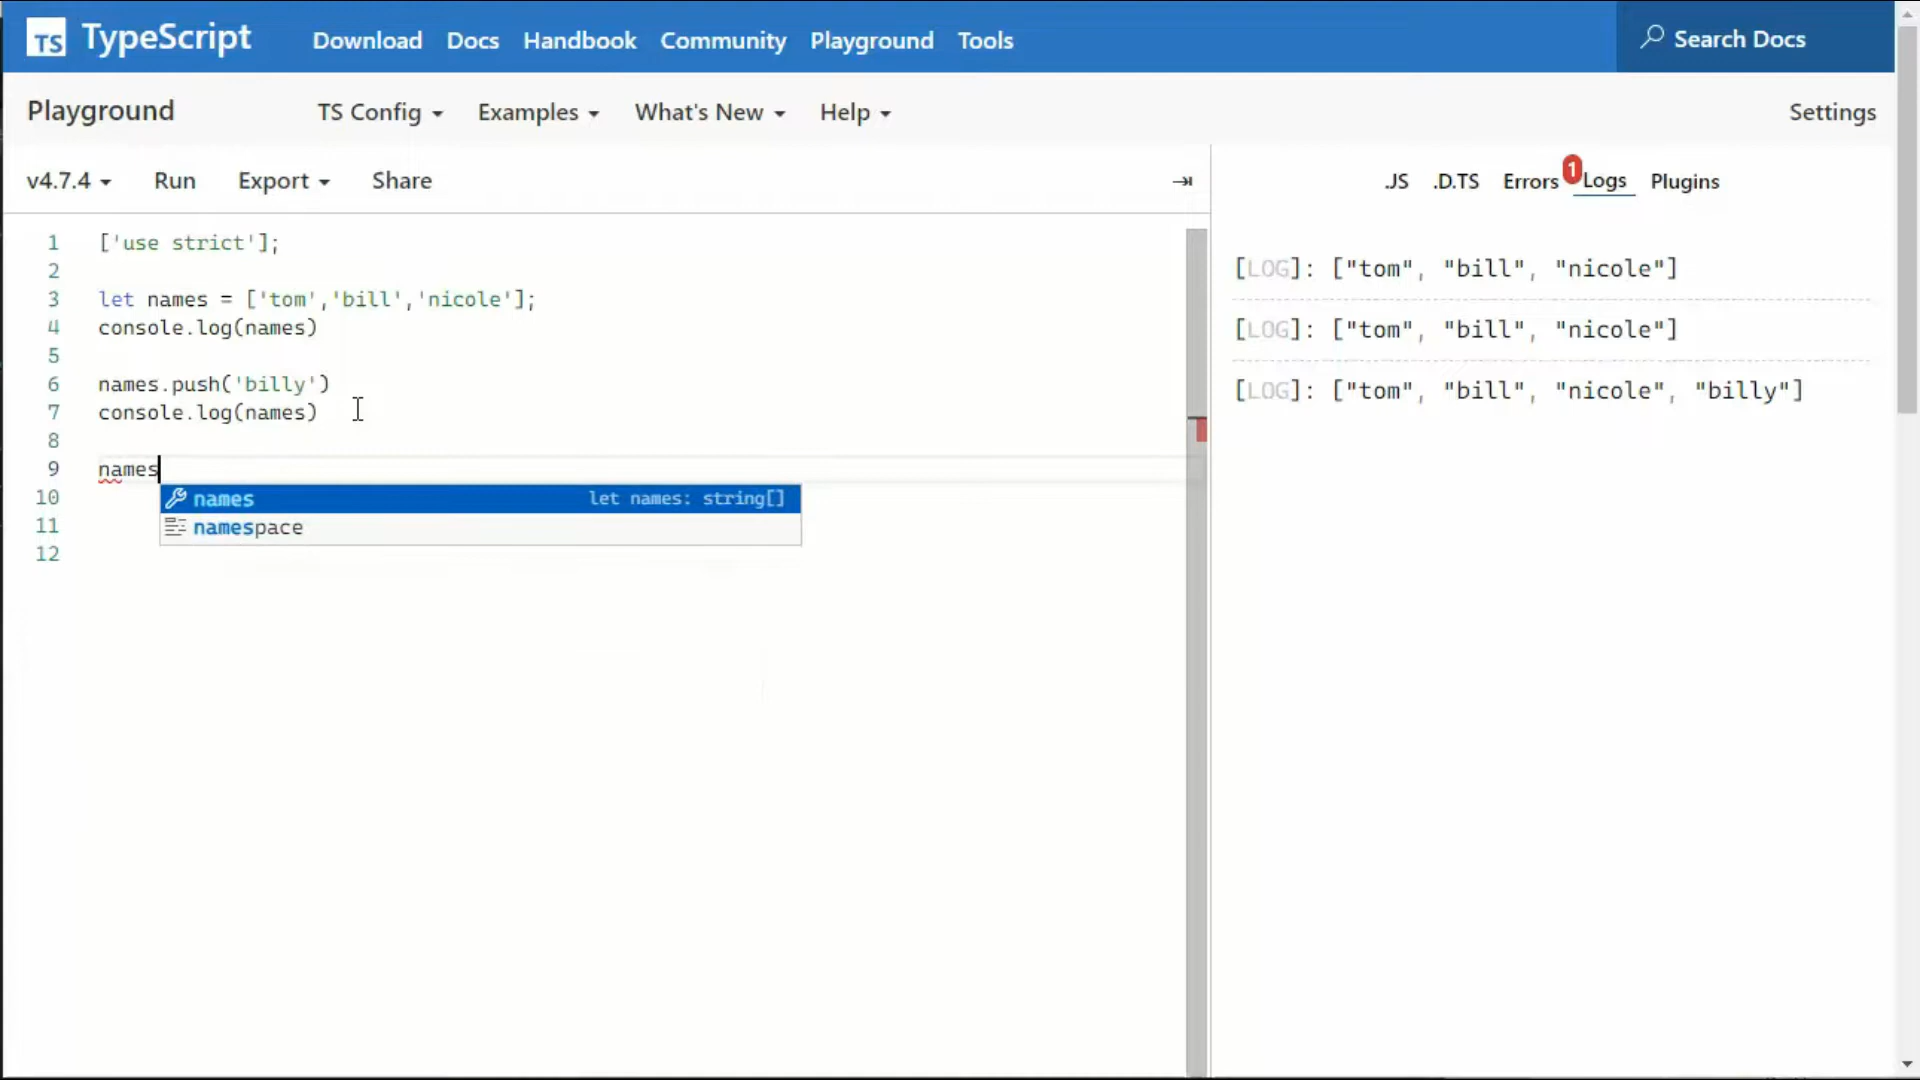 TS TypeScript Download Docs Handbook Community Playground Tools Search Docs
Playground TS Config Examples What's New Help Settings
v4.7.4 Run Export Share .JS .D.TS Errors 1 Logs Plugins
1 ['use strict'];
2
3 let names = ['tom','bill','nicole'];
4 console.log(names)
5
6 names.push('billy')
7 console.log(names)
8
9 names
10
11
12
names let names: string[]
namespace
[LOG]: ["tom", "bill", "nicole"]
[LOG]: ["tom", "bill", "nicole"]
[LOG]: ["tom", "bill", "nicole", "billy"]